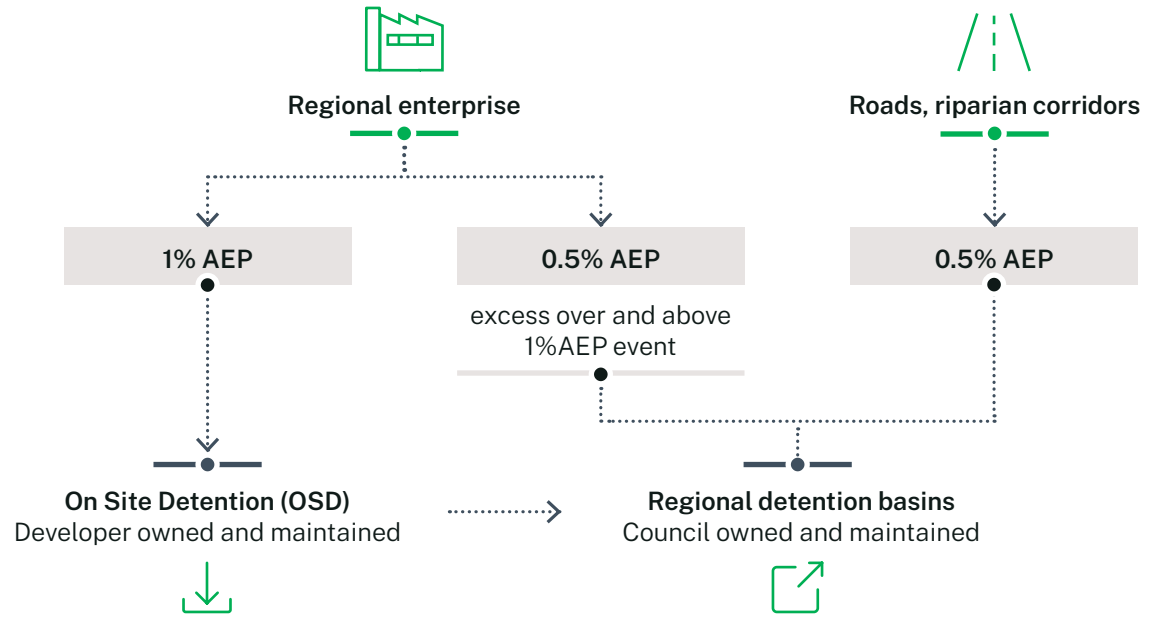 Regional enterprise
Roads, riparian corridors
1% AEP
0.5% AEP
0.5% AEP
excess over and above
1%AEP event
On Site Detention (OSD)
Developer owned and maintained
Regional detention basins
Council owned and maintained